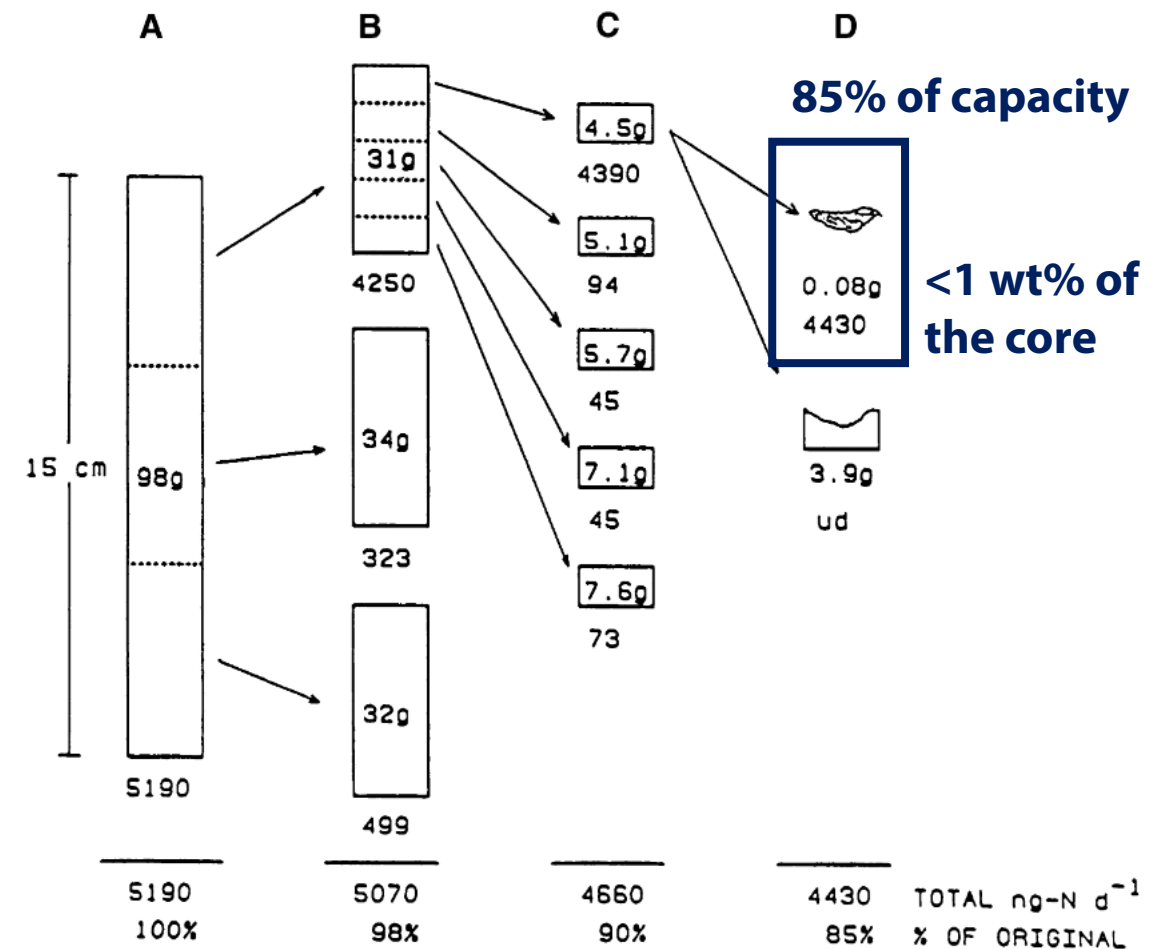 A
B
C
D
85% of capacity
4.5g
4390
31g
5.1g
94
4250
0.08g
4430
<1 wt% of
the core
5.7g
45
15 cm
98g
34g
7.1g
45
3.9g
ud
323
7.6g
73
32g
5190
499
5190 5070 4660 4430 TOTAL ng-N d⁻¹
100% 98% 90% 85% % OF ORIGINAL